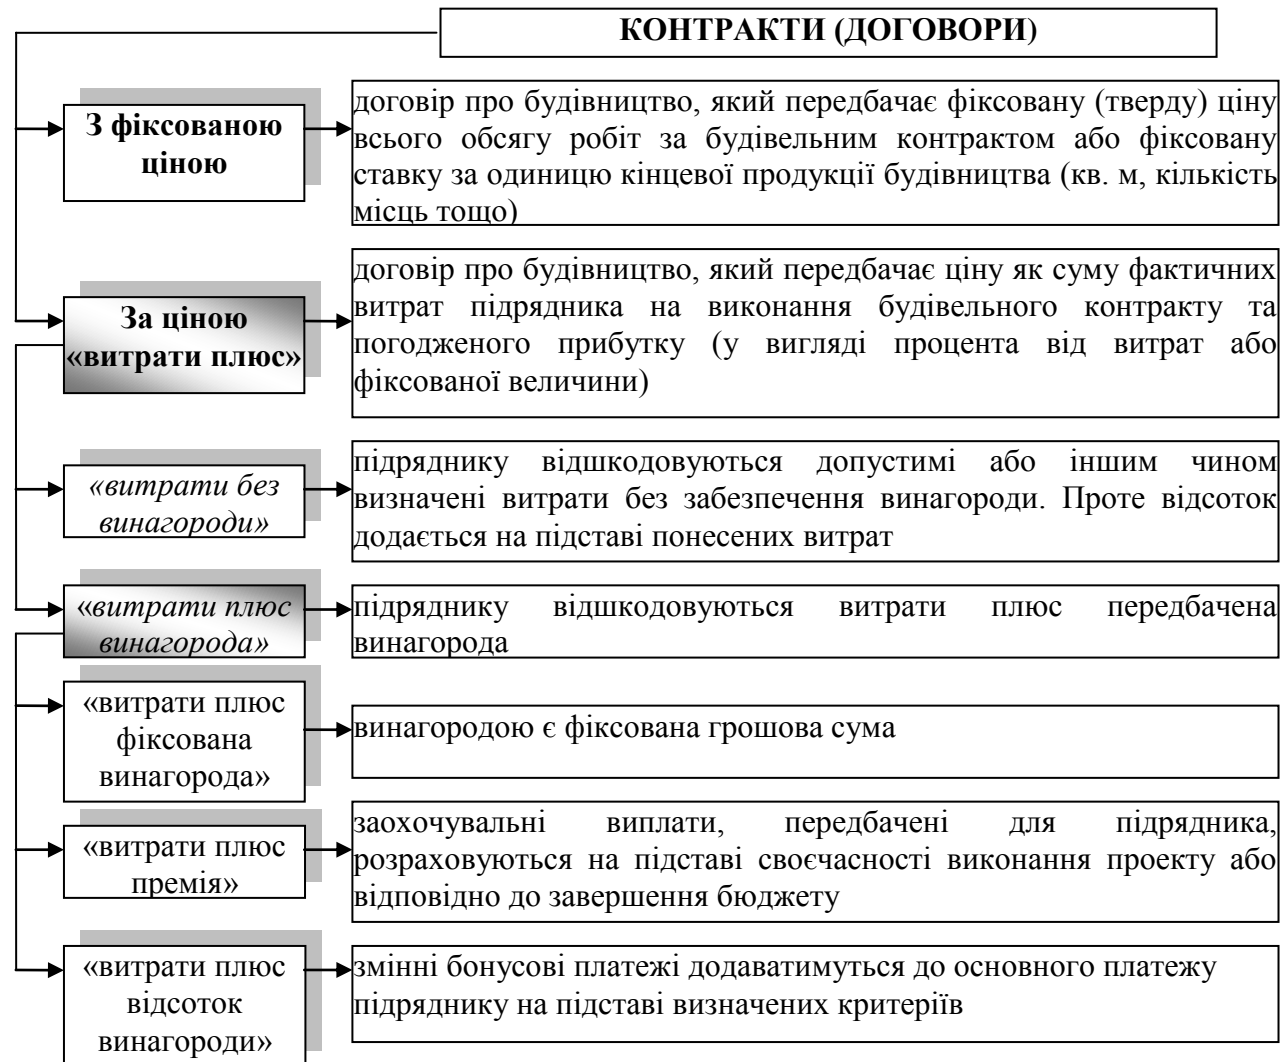 КОНТРАКТИ (ДОГОВОРИ)
З фіксованою
ціною
договір про будівництво, який передбачає фіксовану (тверду) ціну
всього обсягу робіт за будівельним контрактом або фіксовану
ставку за одиницю кінцевої продукції будівництва (кв. м, кількість
місць тощо)
За ціною
«витрати плюс»
договір про будівництво, який передбачає ціну як суму фактичних
витрат підрядника на виконання будівельного контракту та
погодженого прибутку (у вигляді процента від витрат або
фіксованої величини)
«витрати без
винагороди»
підряднику відшкодовуються допустимі або іншим чином
визначені витрати без забезпечення винагороди. Проте відсоток
додається на підставі понесених витрат
«витрати плюс
винагорода»
підряднику відшкодовуються витрати плюс передбачена
винагорода
«витрати плюс
фіксована
винагорода»
винагородою є фіксована грошова сума
«витрати плюс
премія»
заохочувальні виплати, передбачені для підрядника,
розраховуються на підставі своєчасності виконання проекту або
відповідно до завершення бюджету
«витрати плюс
відсоток
винагороди»
змінні бонусові платежі додаватимуться до основного платежу
підряднику на підставі визначених критеріїв